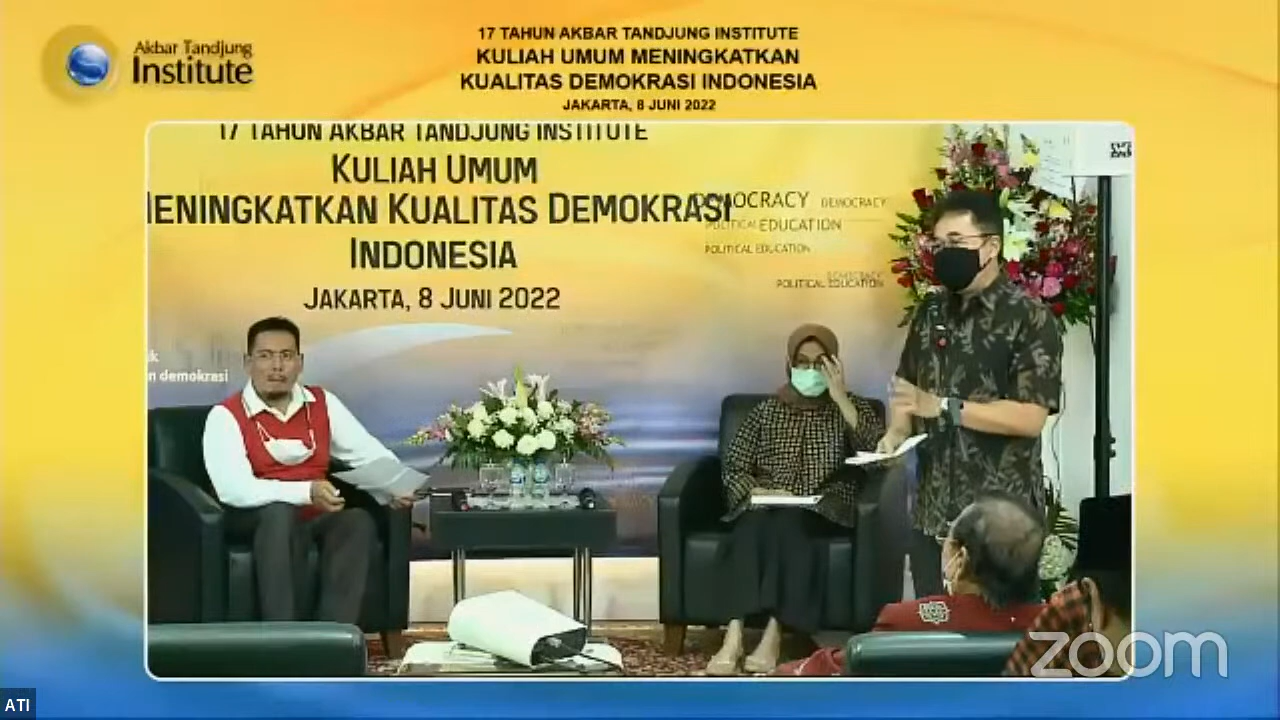 Akbar Tandjung
Institute
17 TAHUN AKBAR TANDJUNG INSTITUTE
KULIAH UMUM MENINGKATKAN
KUALITAS DEMOKRASI INDONESIA
JAKARTA, 8 JUNI 2022
17 TAHUN AKBAR TANDJUNG INSTITUTE
KULIAH UMUM
MENINGKATKAN KUALITAS DEMOKRASI
INDONESIA
JAKARTA, 8 JUNI 2022
DEMOCRACY DEMOCRACY
POLITICAL EDUCATION
POLITICAL EDUCATION
DEMOCRACY
POLITICAL EDUCATION
demokrasi
zoom
ATI